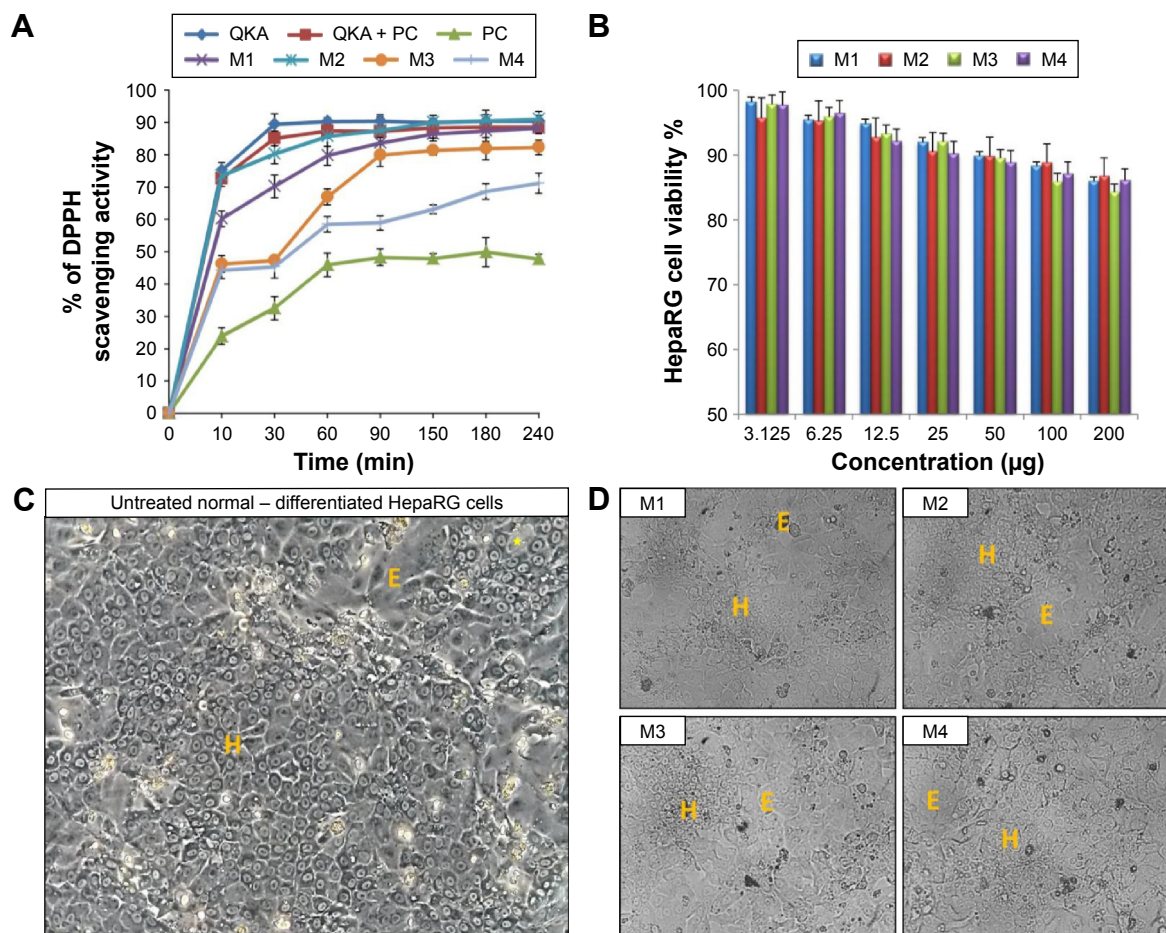 A
QKA QKA + PC PC
M1 M2 M3 M4
% of DPPH
scavenging activity
100
90
80
70
60
50
40
30
20
10
0
0 10 30 60 90 150 180 240
Time (min)
B
M1 M2 M3 M4
HepaRG cell viability %
100
90
80
90
60
50
3.125 6.25 12.5 25 50 100 200
Concentration (µg)
C
Untreated normal – differentiated HepaRG cells
E
H
D
M1
E
H
M2
H
E
M3
E
H
M4
E
H